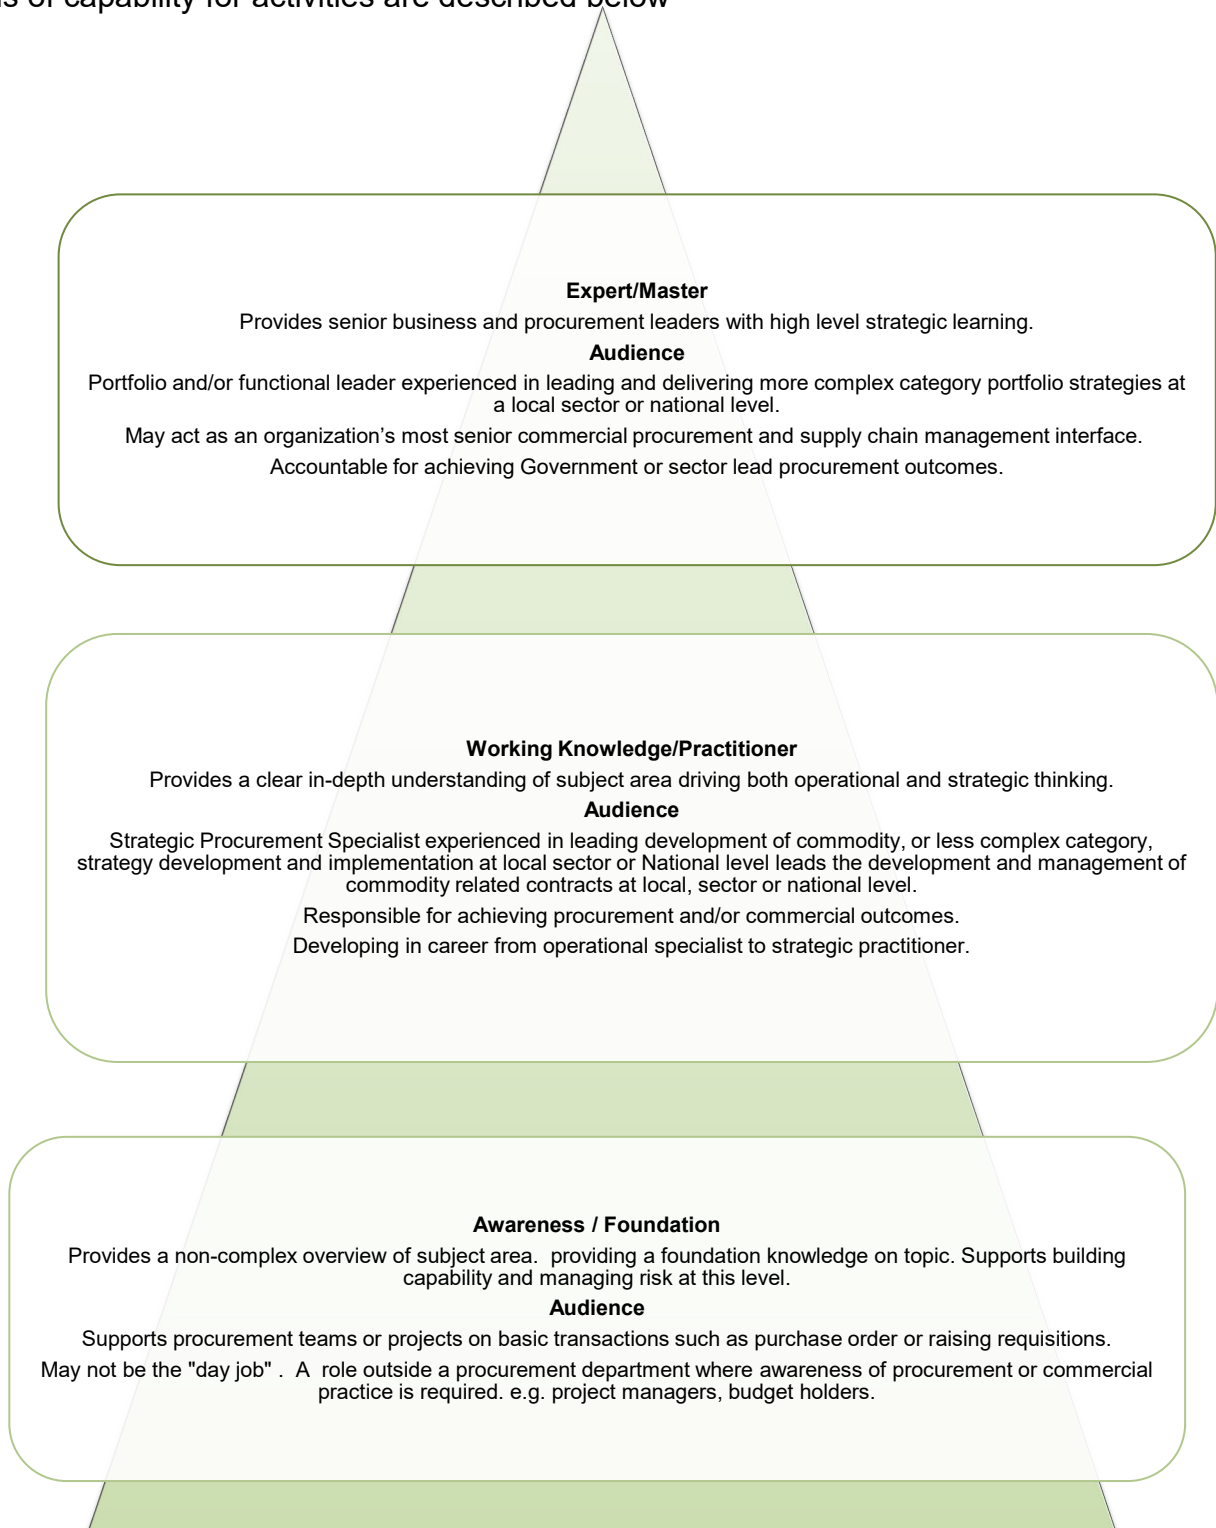 of capability for activities are described below
Expert/Master
Provides senior business and procurement leaders with high level strategic learning.
Audience
Portfolio and/or functional leader experienced in leading and delivering more complex category portfolio strategies at
a local sector or national level.
May act as an organization’s most senior commercial procurement and supply chain management interface.
Accountable for achieving Government or sector lead procurement outcomes.
Working Knowledge/Practitioner
Provides a clear in-depth understanding of subject area driving both operational and strategic thinking.
Audience
Strategic Procurement Specialist experienced in leading development of commodity, or less complex category,
strategy development and implementation at local sector or National level leads the development and management of
commodity related contracts at local, sector or national level.
Responsible for achieving procurement and/or commercial outcomes.
Developing in career from operational specialist to strategic practitioner.
Awareness / Foundation
Provides a non-complex overview of subject area.  providing a foundation knowledge on topic. Supports building
capability and managing risk at this level.
Audience
Supports procurement teams or projects on basic transactions such as purchase order or raising requisitions.
May not be the "day job" .  A  role outside a procurement department where awareness of procurement or commercial
practice is required. e.g. project managers, budget holders.